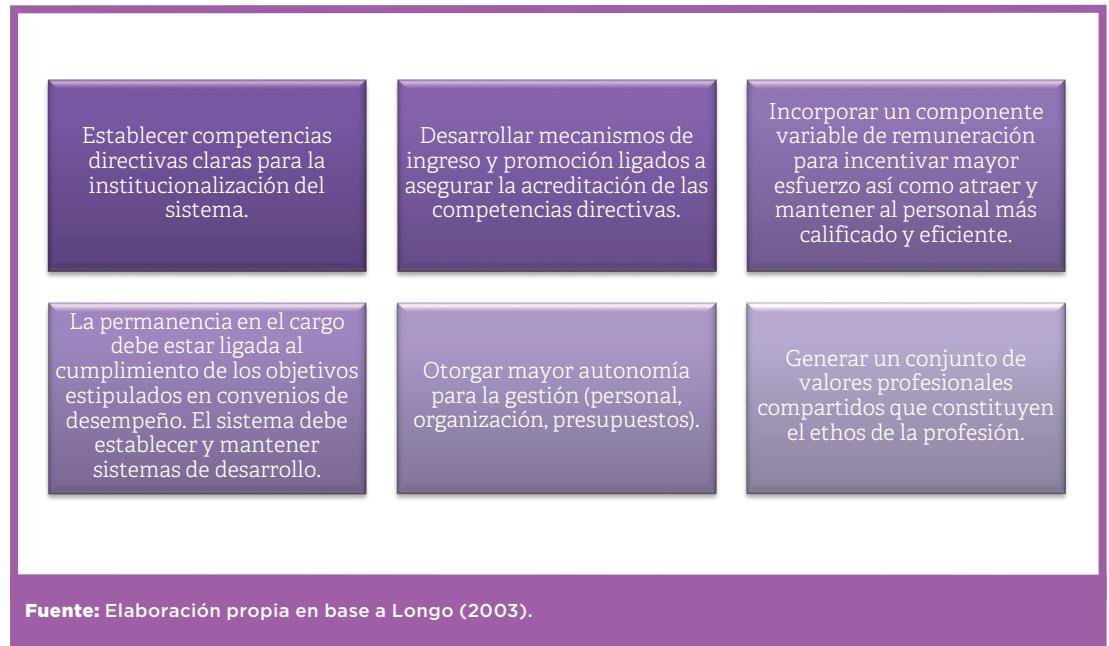 Establecer competencias
directivas claras para la
institucionalización del
sistema.
Desarrollar mecanismos de
ingreso y promoción ligados a
asegurar la acreditación de las
competencias directivas.
Incorporar un componente
variable de remuneración
para incentivar mayor
esfuerzo así como atraer y
mantener al personal más
calificado y eficiente.
La permanencia en el cargo
debe estar ligada al
cumplimiento de los objetivos
estipulados en convenios de
desempeño. El sistema debe
establecer y mantener
sistemas de desarrollo.
Otorgar mayor autonomía
para la gestión (personal,
organización, presupuestos).
Generar un conjunto de
valores profesionales
compartidos que constituyen
el ethos de la profesión.
Fuente: Elaboración propia en base a Longo (2003).